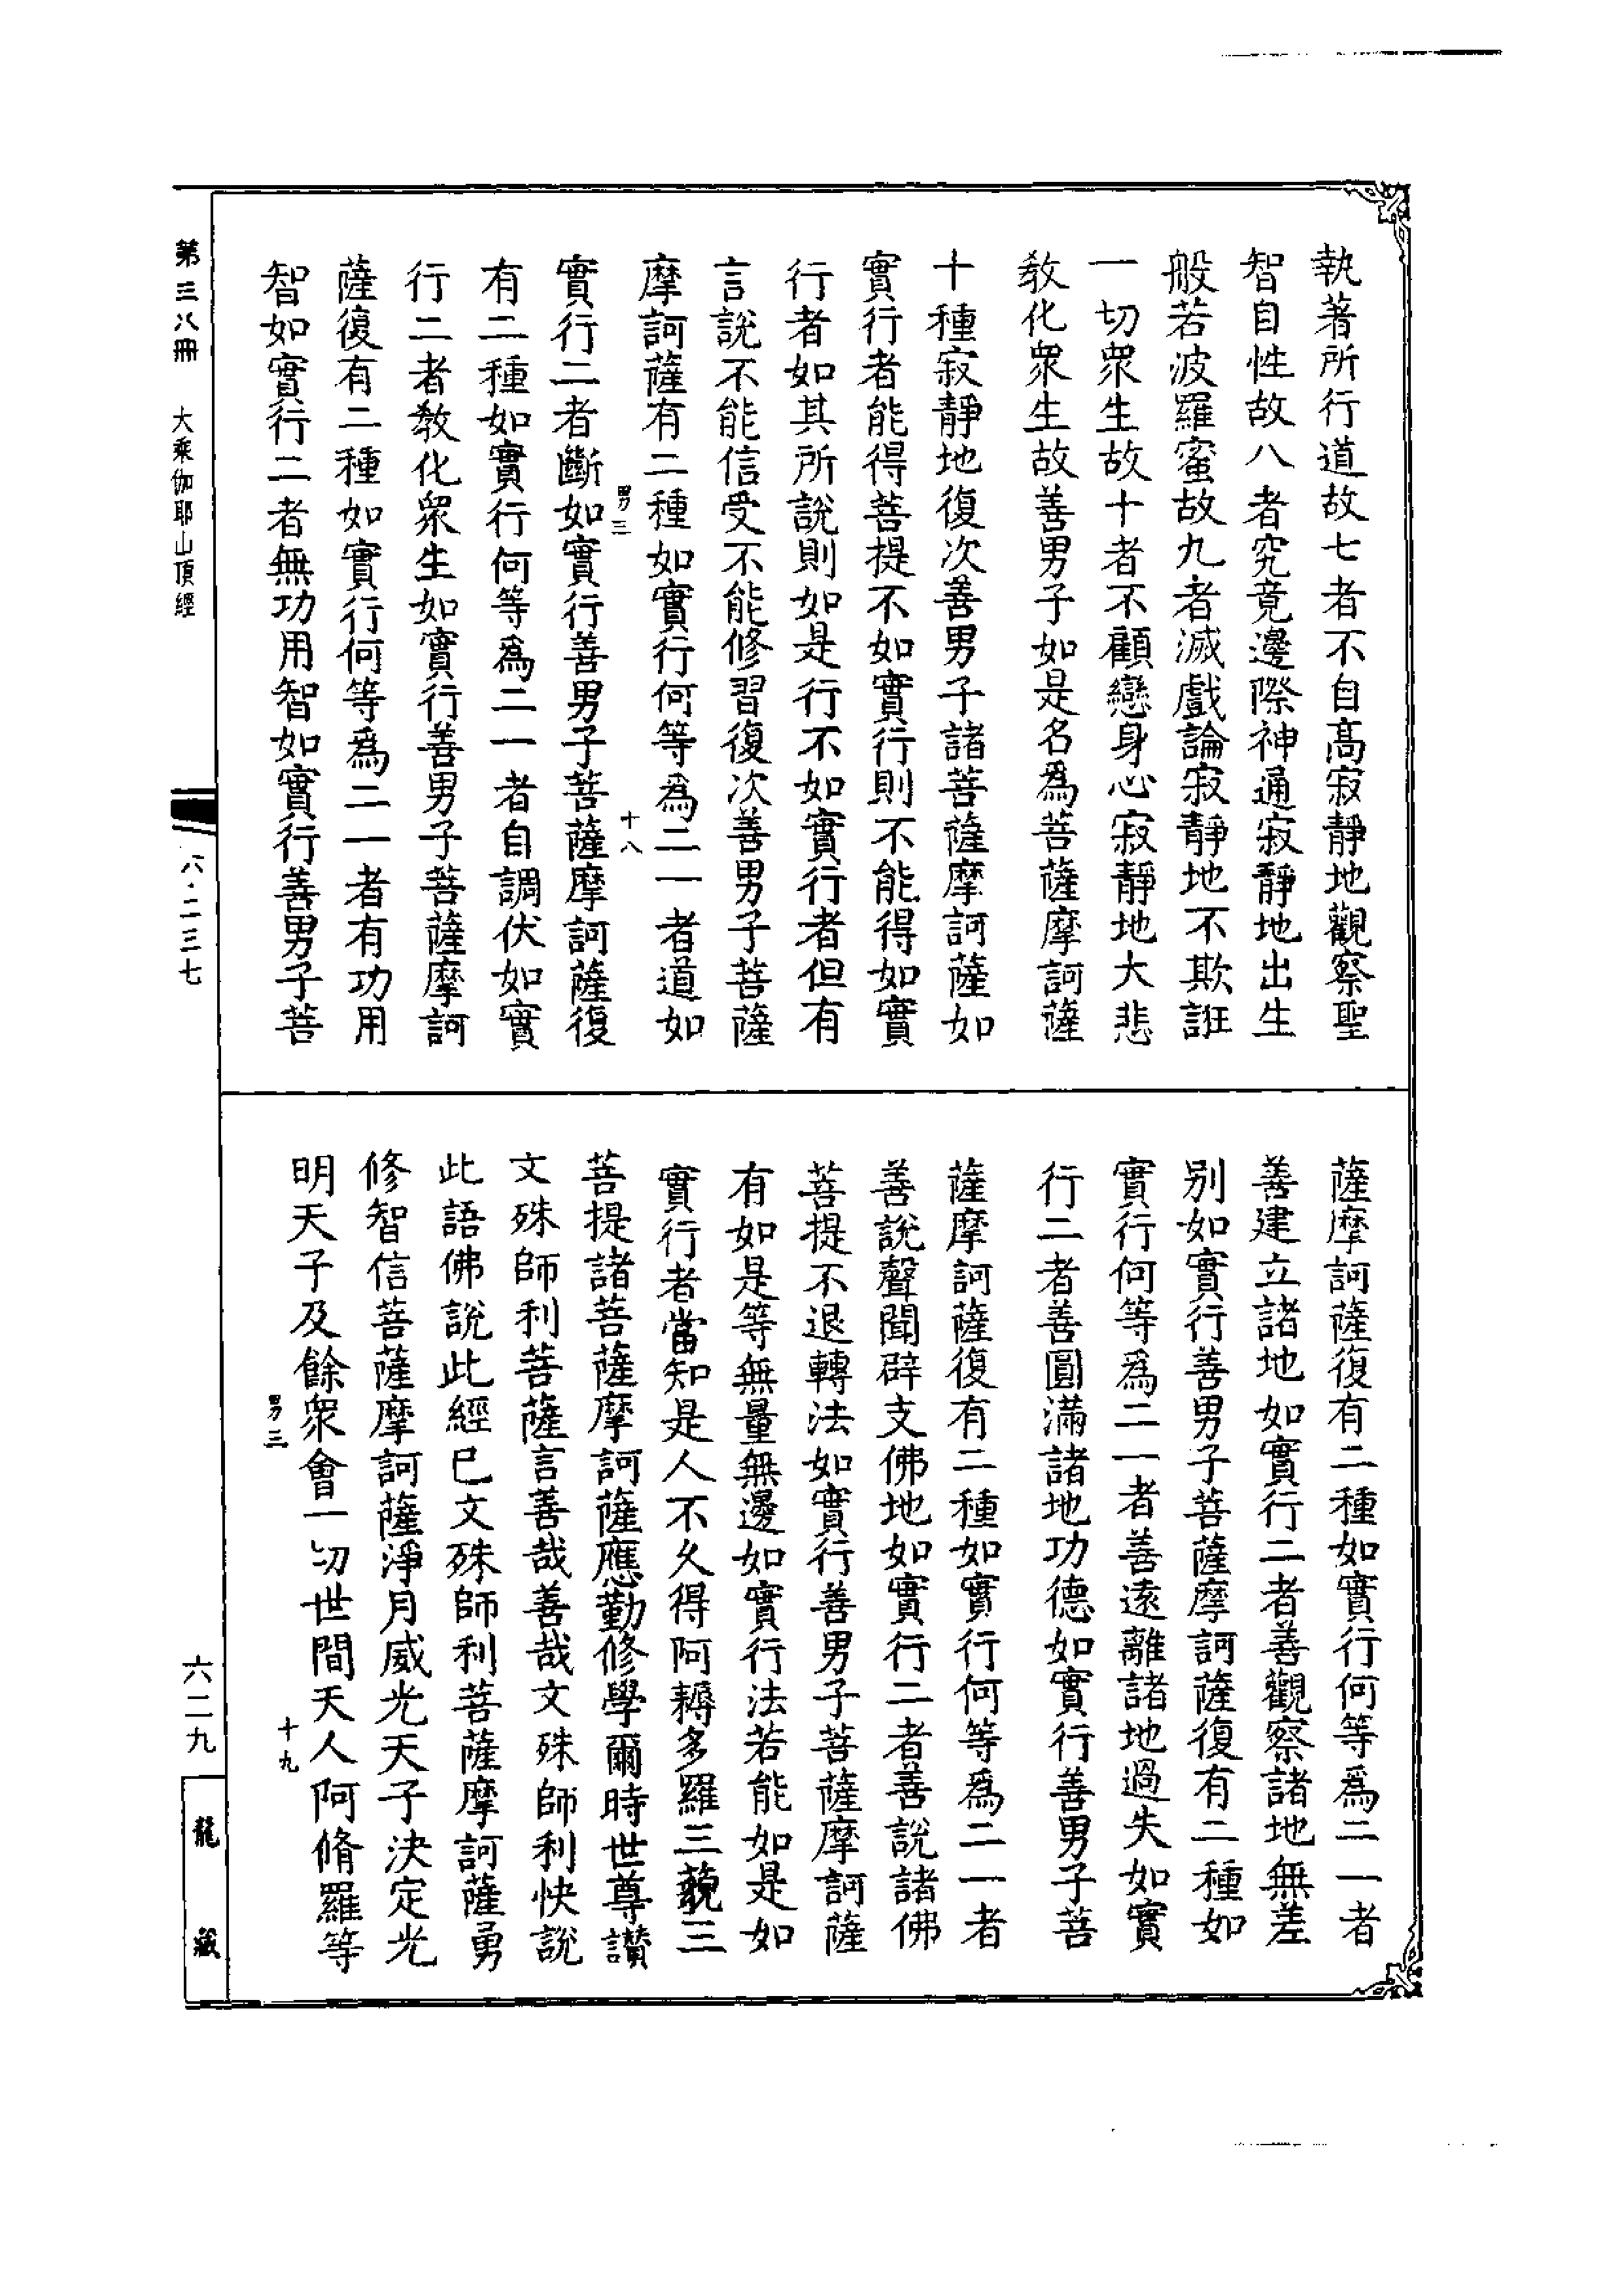 執著所行道故七者不自高寂靜地觀察聖
智自性故八者究竟邊際神通寂靜地出生
般若波羅蜜故九者滅戲論寂靜地不欺誑
一切衆生故十者不顧戀身心寂靜地大悲
敎化衆生故善男子如是名爲菩薩摩訶薩
十種寂靜地復次善男子諸菩薩摩訶薩如
實行者能得菩提不如實行則不能得如實
行者如其所說則如是行不如實行者但有
言說不能信受不能修習復次善男子菩薩
摩訶薩有二種如實行何等爲二一者道如
男三 十八
實行二者斷如實行善男子菩薩摩訶薩復
有二種如實行何等爲二一者自調伏如實
行二者敎化衆生如實行善男子菩薩摩訶
薩復有二種如實行何等爲二一者有功用
智如實行二者無功用智如實行善男子菩
薩摩訶薩復有二種如實行何等爲二一者
善建立諸地如實行二者善觀察諸地無差
別如實行善男子菩薩摩訶薩復有二種如
實行何等爲二一者善遠離諸地過失如實
行二者善圓滿諸地功德如實行善男子菩
薩摩訶薩復有二種如實行何等爲二一者
善說聲聞辟支佛地如實行二者善說諸佛
菩提不退轉法如實行善男子菩薩摩訶薩
有如是等無量無邊如實行法若能如是如
實行者當知是人不久得阿耨多羅三藐三
菩提諸菩薩摩訶薩應勤修學爾時世尊讃
文殊師利菩薩言善哉善哉文殊師利快說
此語佛說此經已文殊師利菩薩摩訶薩勇
修智信菩薩摩訶薩淨月威光天子決定光
明天子及餘衆會一切世間天人阿脩羅等
男三 十九
第三八冊 大乘伽耶山頂經
六·二三七
六二九
龍藏